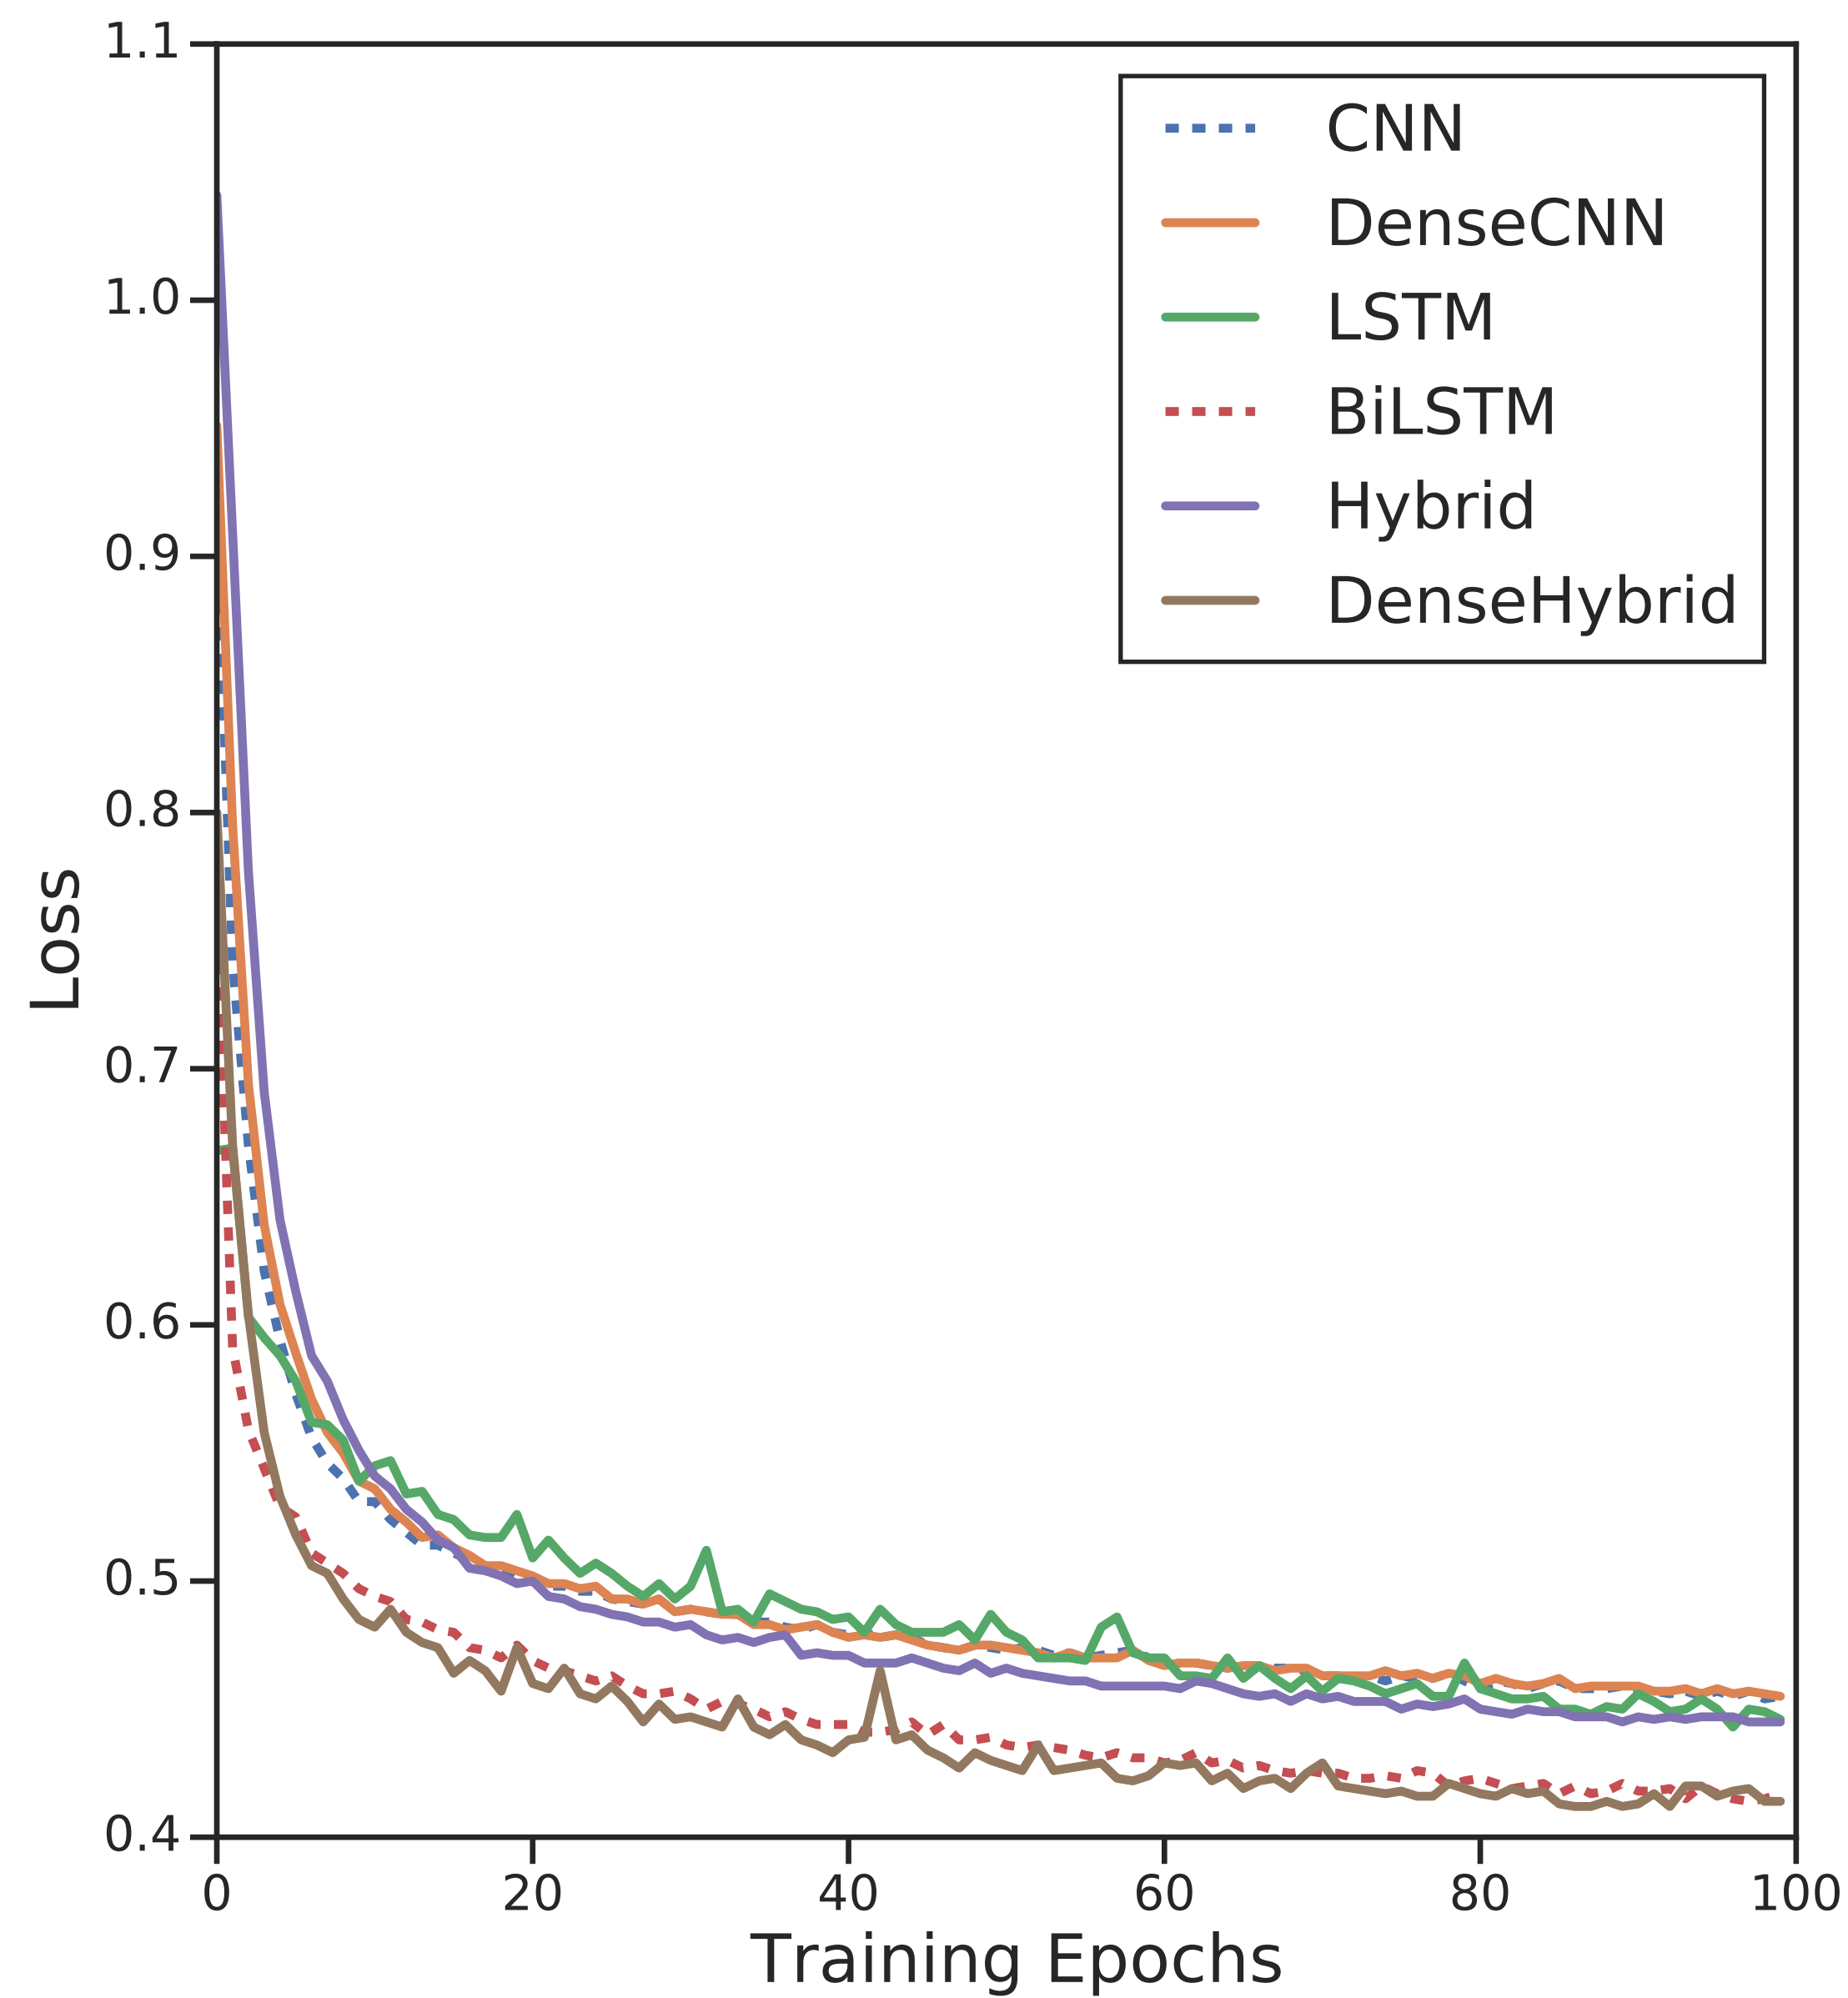 1.1
1.0
0.9
0.8
0.7
0.6
0.5
0.4
Loss
CNN
DenseCNN
LSTM
BiLSTM
Hybrid
DenseHybrid
0 20 40 60 80 100
Training Epochs